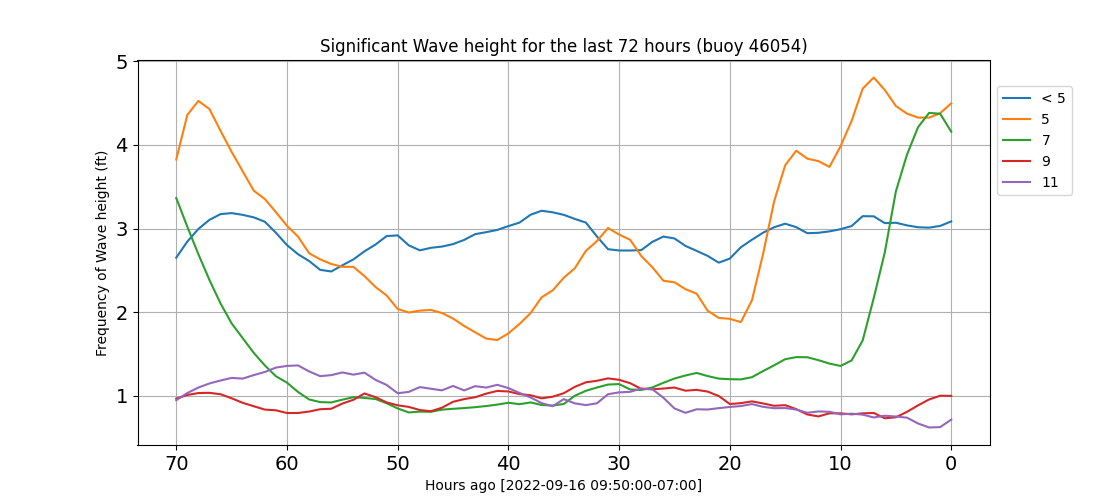 Significant Wave height for the last 72 hours (buoy 46054)
Frequency of Wave height (ft)
5
4
3
2
1
70 60 50 40 30 20 10 0
Hours ago [2022-09-16 09:50:00-07:00]
< 5
5
7
9
11